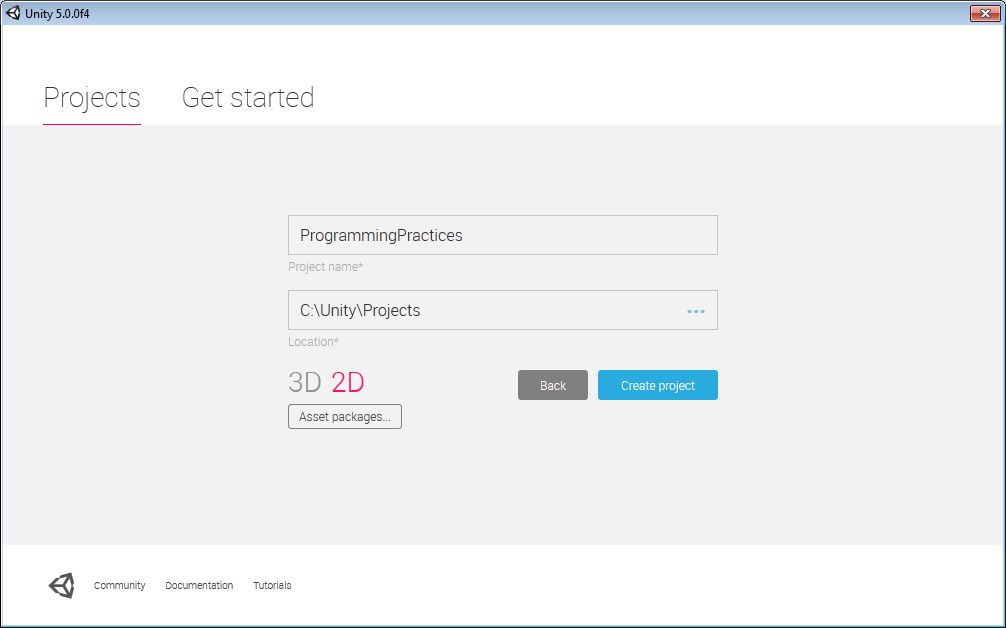 Unity 5.0.0f4
Projects Get started
ProgrammingPractices
Project name*
C:\Unity\Projects
Location*
3D 2D
Back Create project
Asset packages...
Community Documentation Tutorials